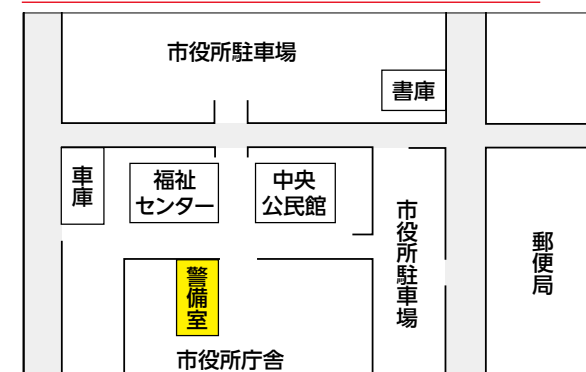 市役所駐車場
書庫
車庫
福祉
センター
中央
公民館
市役所駐車場
郵便局
警備室
市役所庁舎